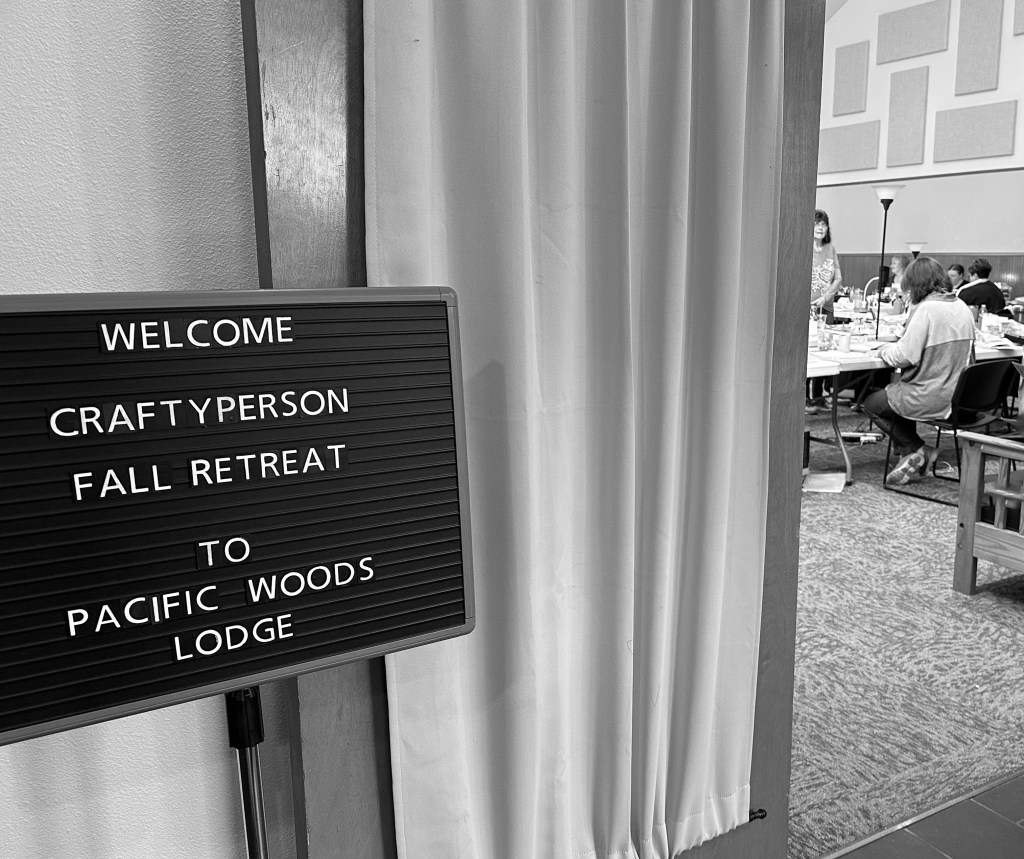 WELCOME
CRAFTYPERSON
FALL RETREAT
TO
PACIFIC WOODS
LODGE